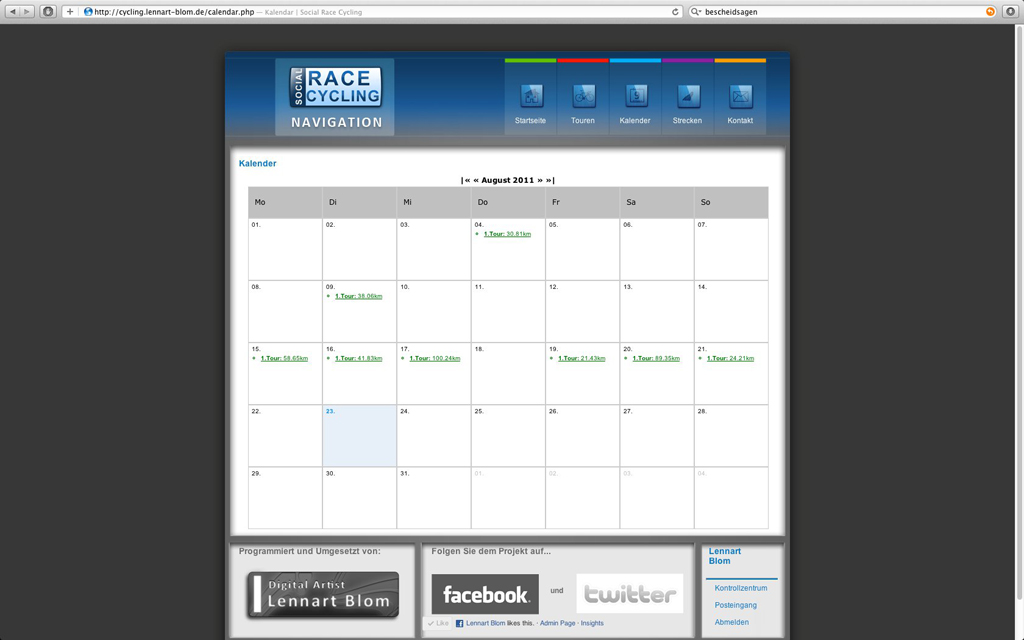 http://cycling.lennart-blom.de/calendar.php — Kalendar | Social Race Cycling
bescheidsagen
SOCIAL
RACE
CYCLING
NAVIGATION
Startseite Touren Kalender Strecken Kontakt
Kalender
|« « August 2011 » »|
Mo Di Mi Do Fr Sa So
01. 02. 03. 04. 05. 06. 07.
1.Tour: 30.81km
08. 09. 10. 11. 12. 13. 14.
1.Tour: 38.06km
15. 16. 17. 18. 19. 20. 21.
1.Tour: 58.65km 1.Tour: 41.83km 1.Tour: 100.24km 1.Tour: 21.43km 1.Tour: 89.35km 1.Tour: 24.21km
22. 23. 24. 25. 26. 27. 28.
29. 30. 31. 01. 02. 03. 04.
Programmiert und Umgesetzt von:
Digital Artist
Lennart Blom
Folgen Sie dem Projekt auf...
facebook. und twitter
Like Lennart Blom likes this. · Admin Page · Insights
Lennart
Blom
Kontrollzentrum
Posteingang
Abmelden